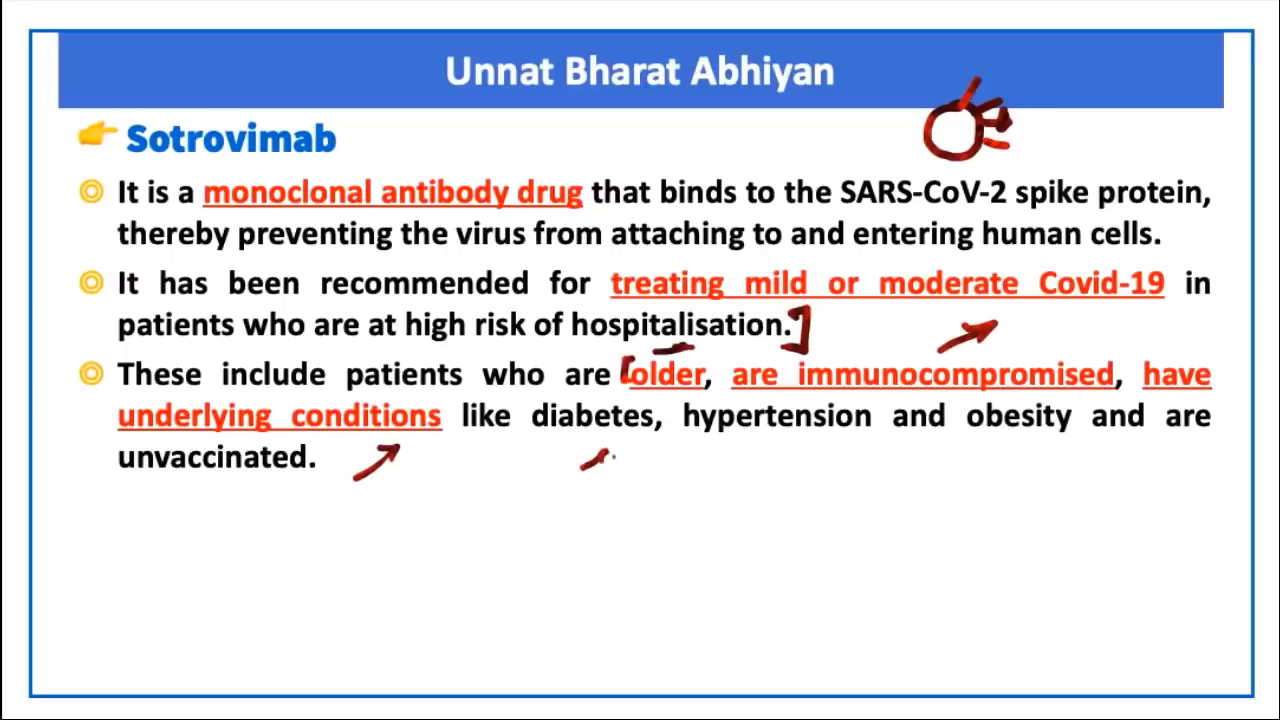 Unnat Bharat Abhiyan
Sotrovimab
It is a monoclonal antibody drug that binds to the SARS-CoV-2 spike protein,
thereby preventing the virus from attaching to and entering human cells.
It has been recommended for treating mild or moderate Covid-19 in
patients who are at high risk of hospitalisation.
These include patients who are older, are immunocompromised, have
underlying conditions like diabetes, hypertension and obesity and are
unvaccinated.